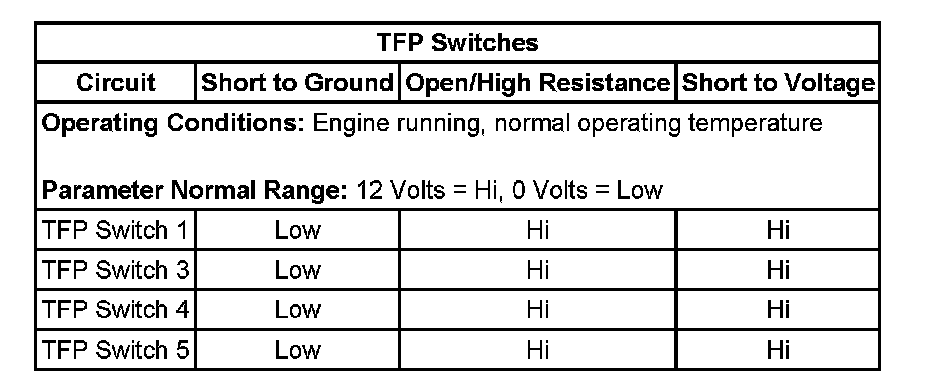 TFP Switches
Circuit Short to Ground Open/High Resistance Short to Voltage
Operating Conditions: Engine running, normal operating temperature
Parameter Normal Range: 12 Volts = Hi, 0 Volts = Low
TFP Switch 1 Low Hi Hi
TFP Switch 3 Low Hi Hi
TFP Switch 4 Low Hi Hi
TFP Switch 5 Low Hi Hi